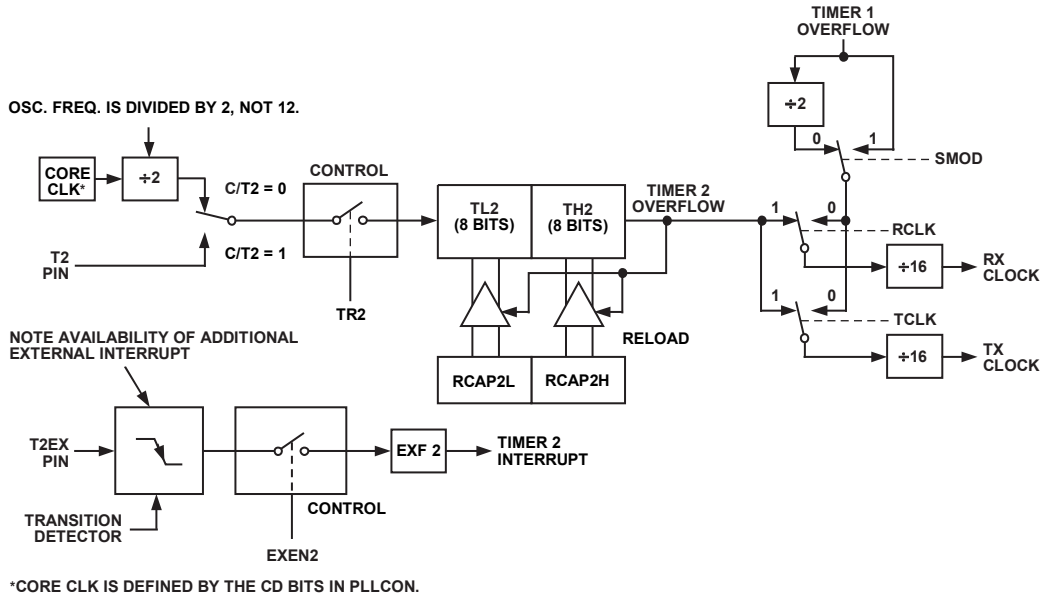 TIMER 1
OVERFLOW
OSC. FREQ. IS DIVIDED BY 2, NOT 12.
÷2
0
1
SMOD
CORE
CLK*
÷2
C/T2 = 0
C/T2 = 1
T2
PIN
CONTROL
TR2
TL2
(8 BITS)
TH2
(8 BITS)
TIMER 2
OVERFLOW
RELOAD
RCAP2L
RCAP2H
1
0
RCLK
÷16
RX
CLOCK
1
0
TCLK
÷16
TX
CLOCK
NOTE AVAILABILITY OF ADDITIONAL
EXTERNAL INTERRUPT
T2EX
PIN
TRANSITION
DETECTOR
CONTROL
EXEN2
EXF 2
TIMER 2
INTERRUPT
*CORE CLK IS DEFINED BY THE CD BITS IN PLLCON.